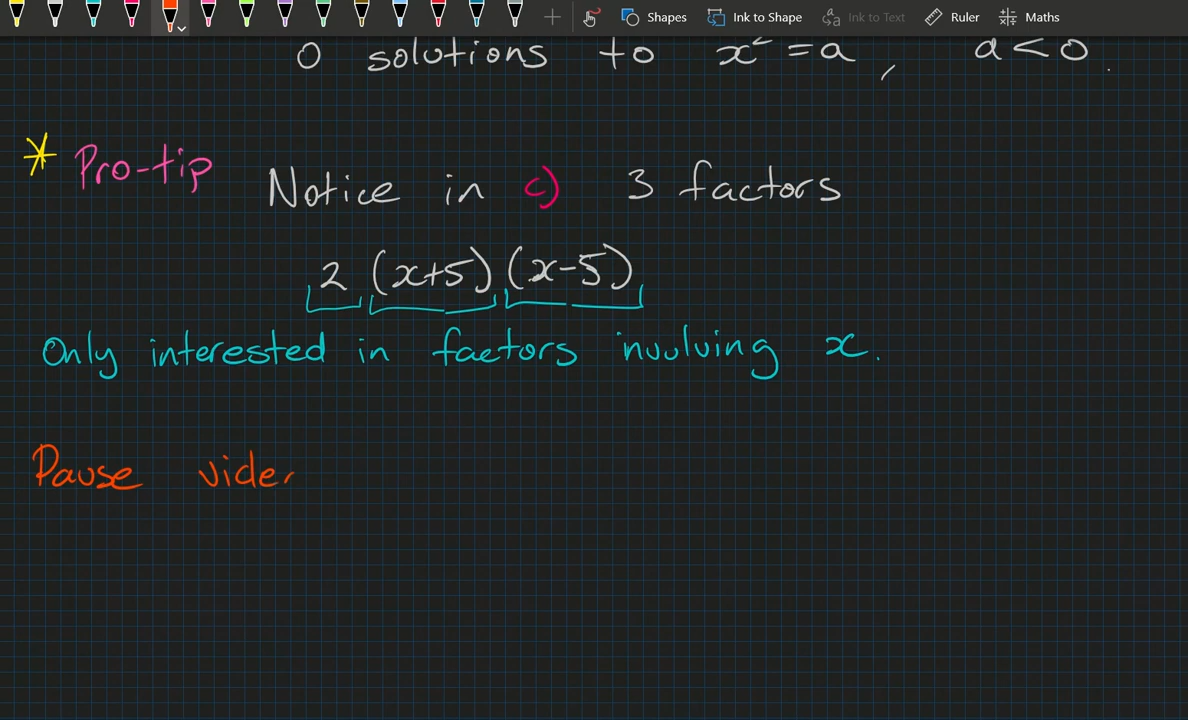 Shapes Ink to Shape Ink to Text Ruler Maths
0 solutions to x² = a, a < 0.
* Pro-tip Notice in c) 3 factors
2 (x+5) (x-5)
Only interested in factors involving x.
Pause